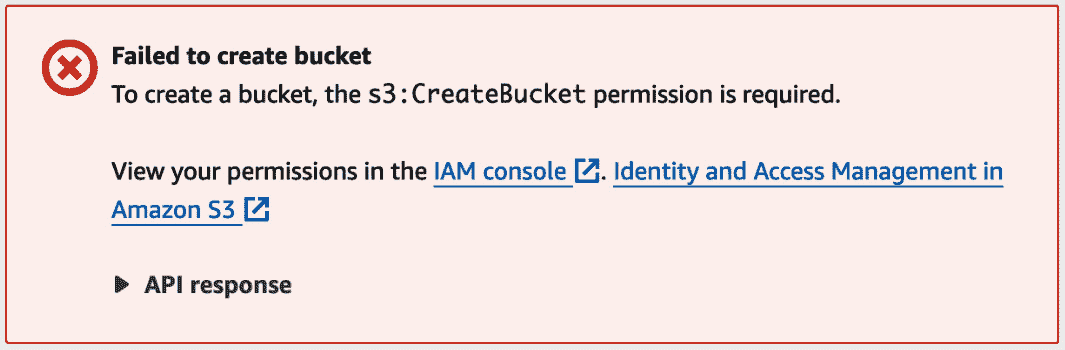 Failed to create bucket
To create a bucket, the s3:CreateBucket permission is required.
View your permissions in the IAM console. Identity and Access Management in
Amazon S3
API response